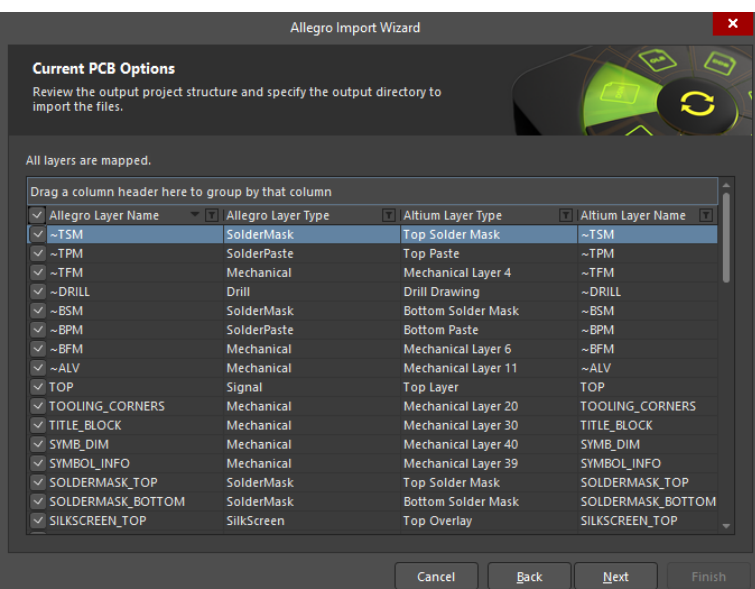 Allegro Import Wizard
Current PCB Options
Review the output project structure and specify the output directory to
import the files.
All layers are mapped.
Drag a column header here to group by that column
Allegro Layer Name Allegro Layer Type Altium Layer Type Altium Layer Name
~TSM SolderMask Top Solder Mask ~TSM
~TPM SolderPaste Top Paste ~TPM
~TFM Mechanical Mechanical Layer 4 ~TFM
~DRILL Drill Drill Drawing ~DRILL
~BSM SolderMask Bottom Solder Mask ~BSM
~BPM SolderPaste Bottom Paste ~BPM
~BFM Mechanical Mechanical Layer 6 ~BFM
~ALV Mechanical Mechanical Layer 11 ~ALV
TOP Signal Top Layer TOP
TOOLING_CORNERS Mechanical Mechanical Layer 20 TOOLING_CORNERS
TITLE_BLOCK Mechanical Mechanical Layer 30 TITLE_BLOCK
SYMB_DIM Mechanical Mechanical Layer 40 SYMB_DIM
SYMBOL_INFO Mechanical Mechanical Layer 39 SYMBOL_INFO
SOLDERMASK_TOP SolderMask Top Solder Mask SOLDERMASK_TOP
SOLDERMASK_BOTTOM SolderMask Bottom Solder Mask SOLDERMASK_BOTTOM
SILKSCREEN_TOP SilkScreen Top Overlay SILKSCREEN_TOP
Cancel Back Next Finish